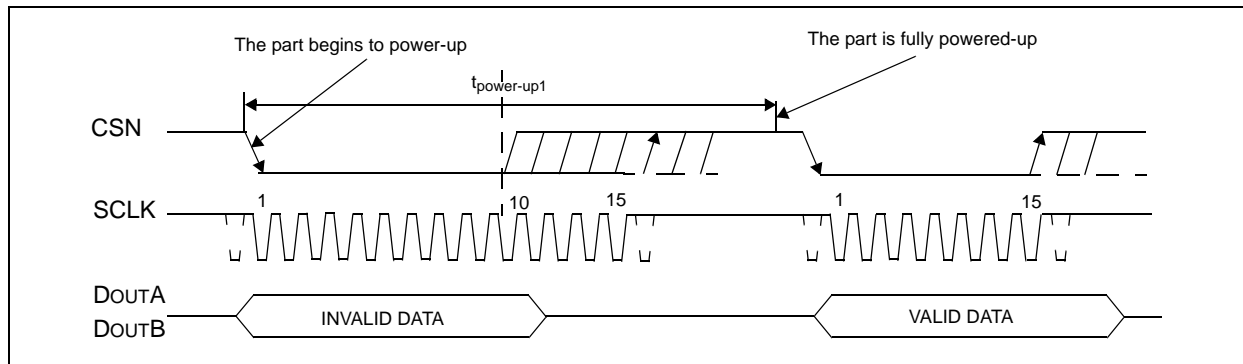 The part begins to power-up
The part is fully powered-up
tpower-up1
CSN
SCLK
1
10
15
1
15
DOUTA
DOUTB
INVALID DATA
VALID DATA